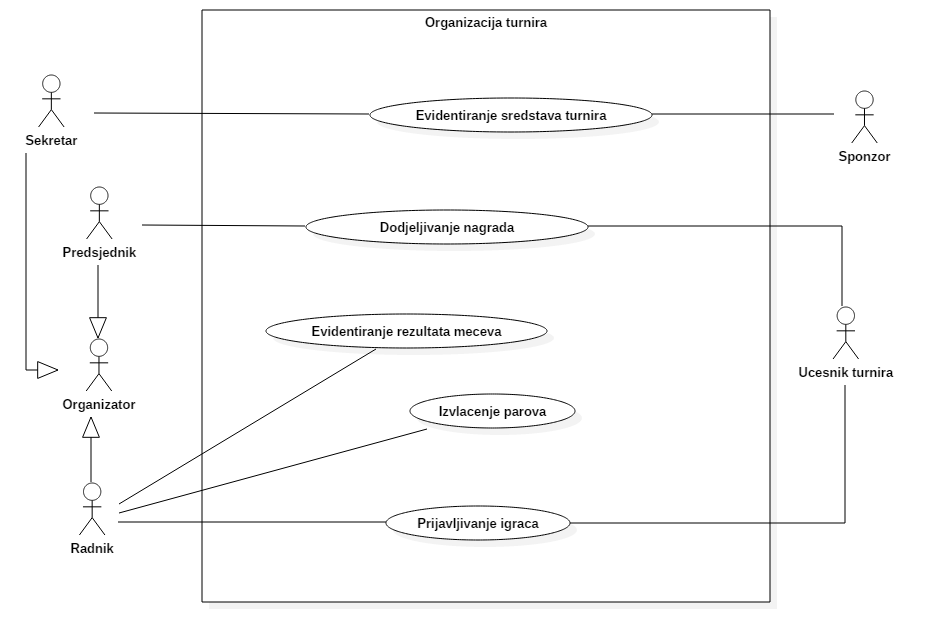 Organizacija turnira
Sekretar
Evidentiranje sredstava turnira
Sponzor
Predsjednik
Dodjeljivanje nagrada
Evidentiranje rezultata meceva
Ucesnik turnira
Organizator
Izvlacenje parova
Prijavljivanje igraca
Radnik